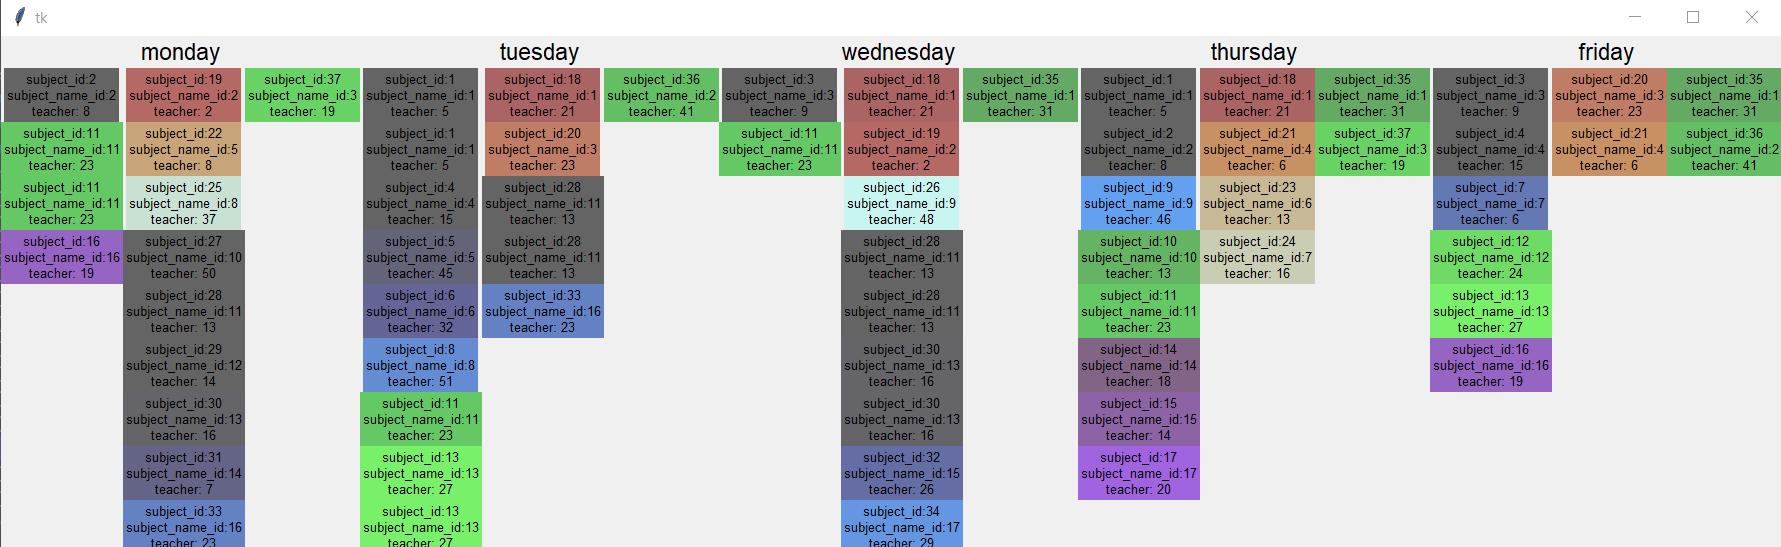 tk
monday
subject_id:2
subject_name_id:2
teacher: 8
subject_id:11
subject_name_id:11
teacher: 23
subject_id:11
subject_name_id:11
teacher: 23
subject_id:16
subject_name_id:16
teacher: 19
subject_id:19
subject_name_id:2
teacher: 2
subject_id:22
subject_name_id:5
teacher: 8
subject_id:25
subject_name_id:8
teacher: 37
subject_id:27
subject_name_id:10
teacher: 50
subject_id:28
subject_name_id:11
teacher: 13
subject_id:29
subject_name_id:12
teacher: 14
subject_id:30
subject_name_id:13
teacher: 16
subject_id:31
subject_name_id:14
teacher: 7
subject_id:33
subject_name_id:16
teacher: 23
subject_id:37
subject_name_id:3
teacher: 19
tuesday
subject_id:1
subject_name_id:1
teacher: 5
subject_id:1
subject_name_id:1
teacher: 5
subject_id:4
subject_name_id:4
teacher: 15
subject_id:5
subject_name_id:5
teacher: 45
subject_id:6
subject_name_id:6
teacher: 32
subject_id:8
subject_name_id:8
teacher: 51
subject_id:11
subject_name_id:11
teacher: 23
subject_id:13
subject_name_id:13
teacher: 27
subject_id:13
subject_name_id:13
teacher: 27
subject_id:18
subject_name_id:1
teacher: 21
subject_id:20
subject_name_id:3
teacher: 23
subject_id:28
subject_name_id:11
teacher: 13
subject_id:28
subject_name_id:11
teacher: 13
subject_id:33
subject_name_id:16
teacher: 23
subject_id:36
subject_name_id:2
teacher: 41
wednesday
subject_id:3
subject_name_id:3
teacher: 9
subject_id:11
subject_name_id:11
teacher: 23
subject_id:18
subject_name_id:1
teacher: 21
subject_id:19
subject_name_id:2
teacher: 2
subject_id:26
subject_name_id:9
teacher: 48
subject_id:28
subject_name_id:11
teacher: 13
subject_id:28
subject_name_id:11
teacher: 13
subject_id:30
subject_name_id:13
teacher: 16
subject_id:30
subject_name_id:13
teacher: 16
subject_id:32
subject_name_id:15
teacher: 26
subject_id:34
subject_name_id:17
teacher: 29
subject_id:35
subject_name_id:1
teacher: 31
thursday
subject_id:1
subject_name_id:1
teacher: 5
subject_id:2
subject_name_id:2
teacher: 8
subject_id:9
subject_name_id:9
teacher: 46
subject_id:10
subject_name_id:10
teacher: 13
subject_id:11
subject_name_id:11
teacher: 23
subject_id:14
subject_name_id:14
teacher: 18
subject_id:15
subject_name_id:15
teacher: 14
subject_id:17
subject_name_id:17
teacher: 20
subject_id:18
subject_name_id:1
teacher: 21
subject_id:21
subject_name_id:4
teacher: 6
subject_id:23
subject_name_id:6
teacher: 13
subject_id:24
subject_name_id:7
teacher: 16
subject_id:35
subject_name_id:1
teacher: 31
subject_id:37
subject_name_id:3
teacher: 19
friday
subject_id:3
subject_name_id:3
teacher: 9
subject_id:4
subject_name_id:4
teacher: 15
subject_id:7
subject_name_id:7
teacher: 6
subject_id:12
subject_name_id:12
teacher: 24
subject_id:13
subject_name_id:13
teacher: 27
subject_id:16
subject_name_id:16
teacher: 19
subject_id:20
subject_name_id:3
teacher: 23
subject_id:21
subject_name_id:4
teacher: 6
subject_id:35
subject_name_id:1
teacher: 31
subject_id:36
subject_name_id:2
teacher: 41